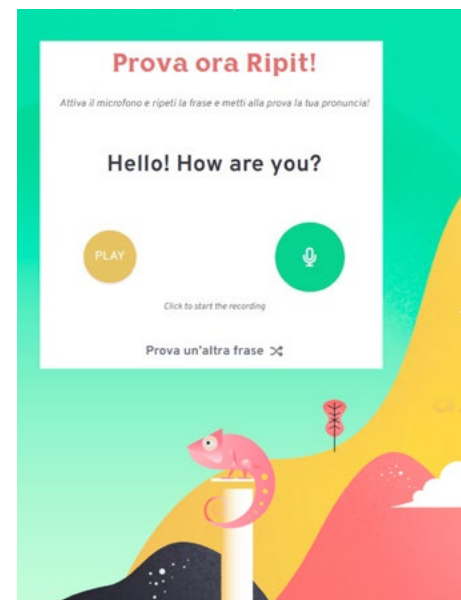 Prova ora Ripit!
Attiva il microfono e ripeti la frase e metti alla prova la tua pronuncia!
Hello! How are you?
PLAY
Click to start the recording
Prova un'altra frase